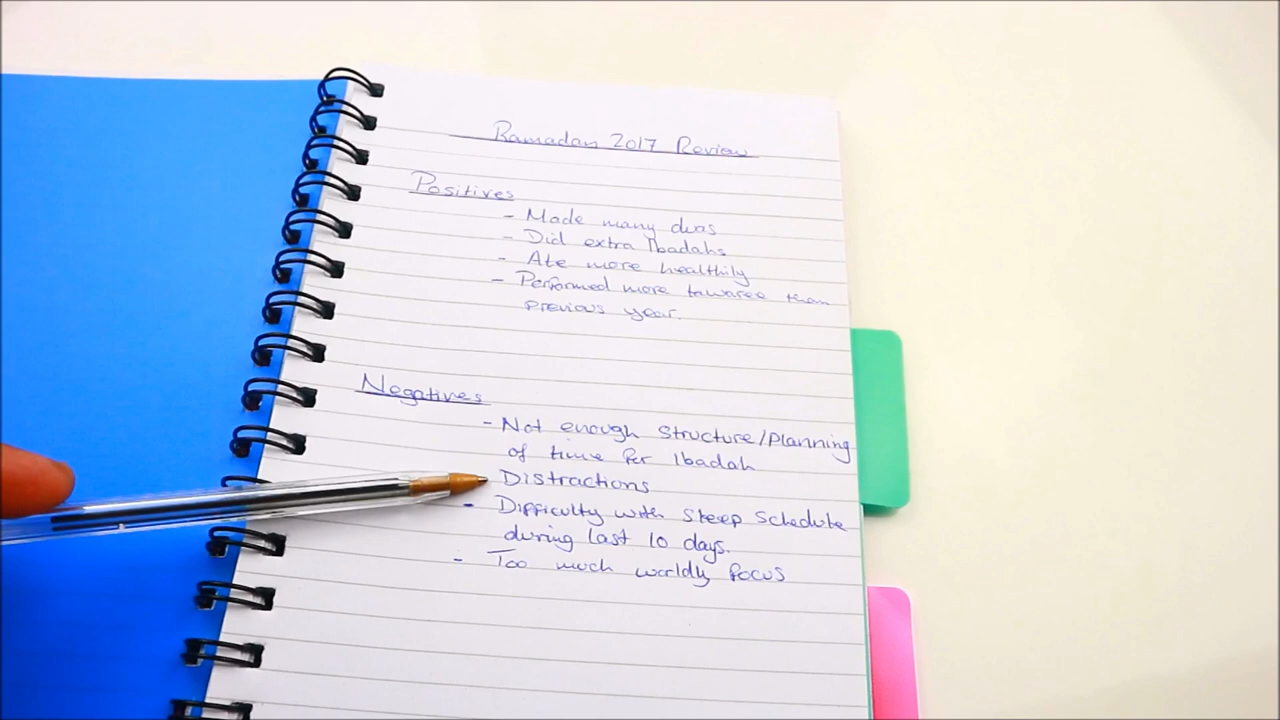 Ramadan 2017 Review
Positives
- Made many duas
- Did extra Ibadahs
- Ate more healthily
- Performed more taweree than
previous year.
Negatives
- Not enough structure/planning
of time for Ibadah
Distractions
- Difficulty with sleep schedule
during last 10 days.
- Too much worldly focus